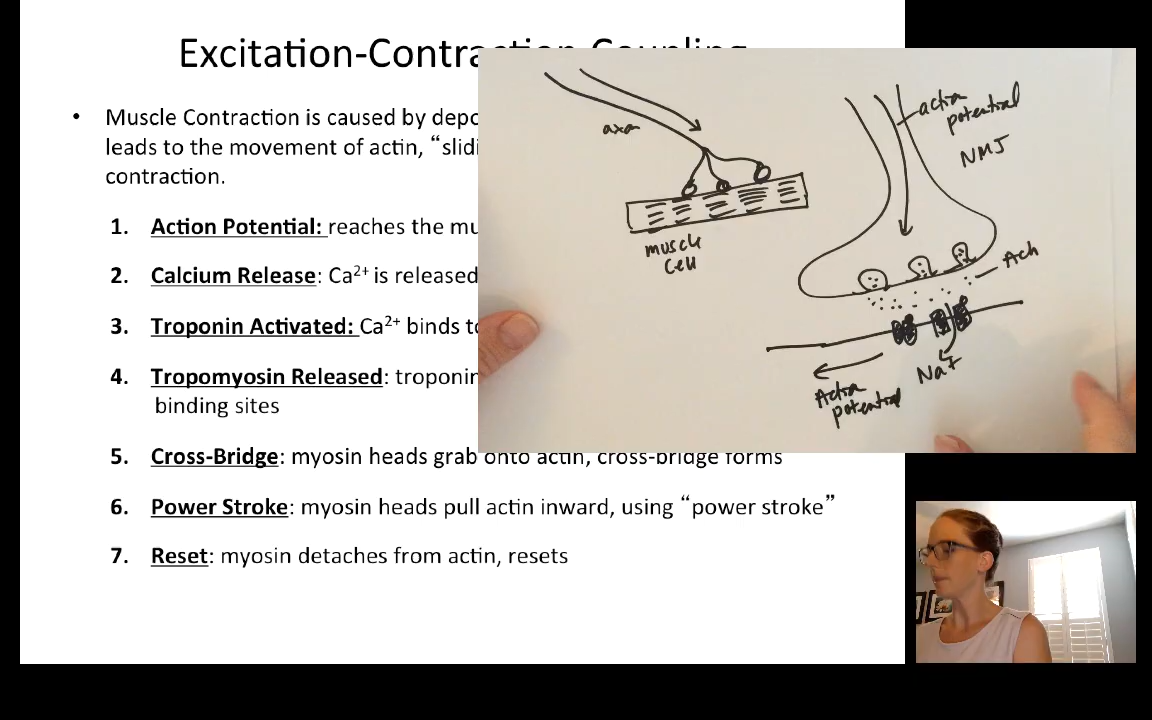 Excitation-Contraction Coupling
• Muscle Contraction is caused by depo
leads to the movement of actin, “slidi
contraction.
1. Action Potential: reaches the mu
2. Calcium Release: Ca²⁺ is released
3. Troponin Activated: Ca²⁺ binds to
4. Tropomyosin Released: troponin
binding sites
5. Cross-Bridge: myosin heads grab onto actin, cross-bridge forms
6. Power Stroke: myosin heads pull actin inward, using “power stroke”
7. Reset: myosin detaches from actin, resets
axon
muscle
cell
action
potential
NMJ
Ach
Na+
Action
potential